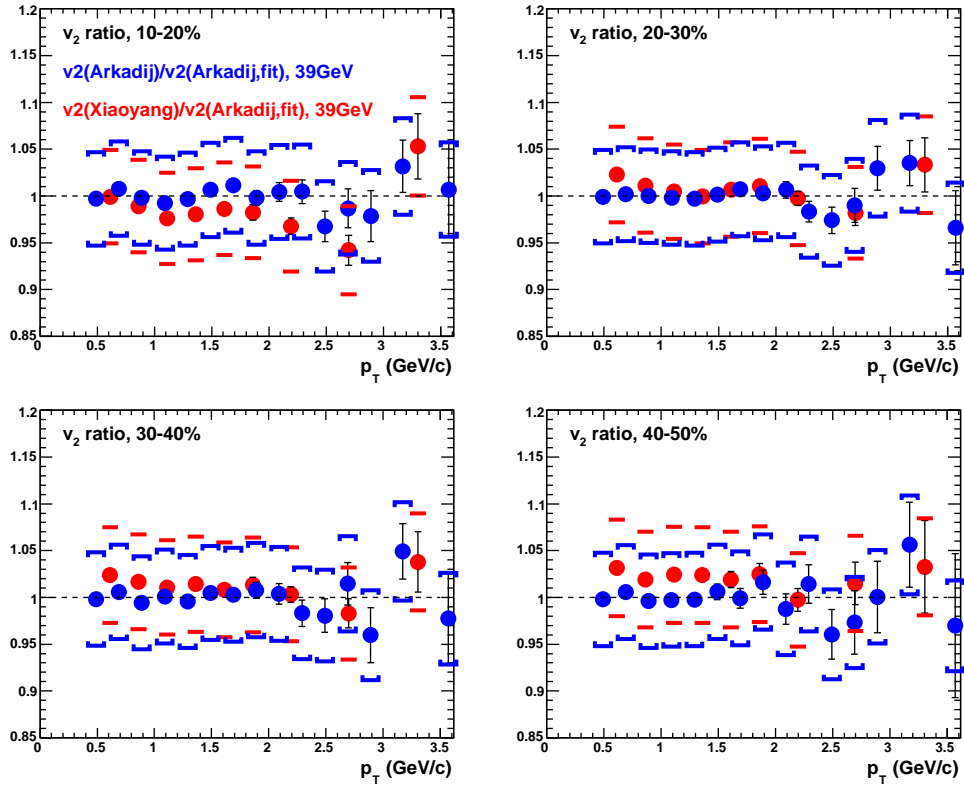 v2 ratio, 10-20%
v2(Arkadij)/v2(Arkadij,fit), 39GeV
v2(Xiaoyang)/v2(Arkadij,fit), 39GeV
1.2
1.15
1.1
1.05
1
0.95
0.9
0.85
0 0.5 1 1.5 2 2.5 3 3.5
pT (GeV/c)
v2 ratio, 20-30%
1.2
1.15
1.1
1.05
1
0.95
0.9
0.85
0 0.5 1 1.5 2 2.5 3 3.5
pT (GeV/c)
v2 ratio, 30-40%
1.2
1.15
1.1
1.05
1
0.95
0.9
0.85
0 0.5 1 1.5 2 2.5 3 3.5
pT (GeV/c)
v2 ratio, 40-50%
1.2
1.15
1.1
1.05
1
0.95
0.9
0.85
0 0.5 1 1.5 2 2.5 3 3.5
pT (GeV/c)